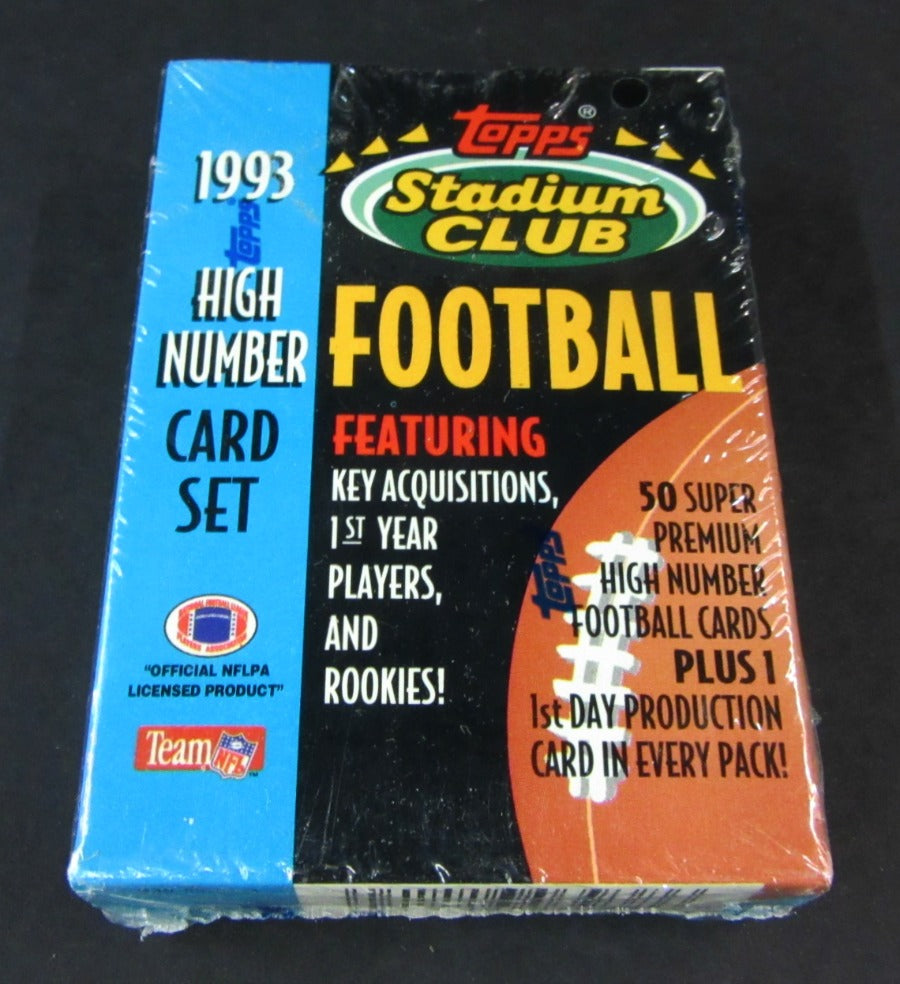 1993
HIGH
NUMBER
CARD
SET
"OFFICIAL NFLPA
LICENSED PRODUCT"
Team NFL™
TOPPS®
Stadium
CLUB
FOOTBALL
FEATURING
KEY ACQUISITIONS,
1ST YEAR
PLAYERS,
AND
ROOKIES!
50 SUPER
PREMIUM
HIGH NUMBER
FOOTBALL CARDS
PLUS 1
1st DAY PRODUCTION
CARD IN EVERY PACK!
TOPPS
TOPPS